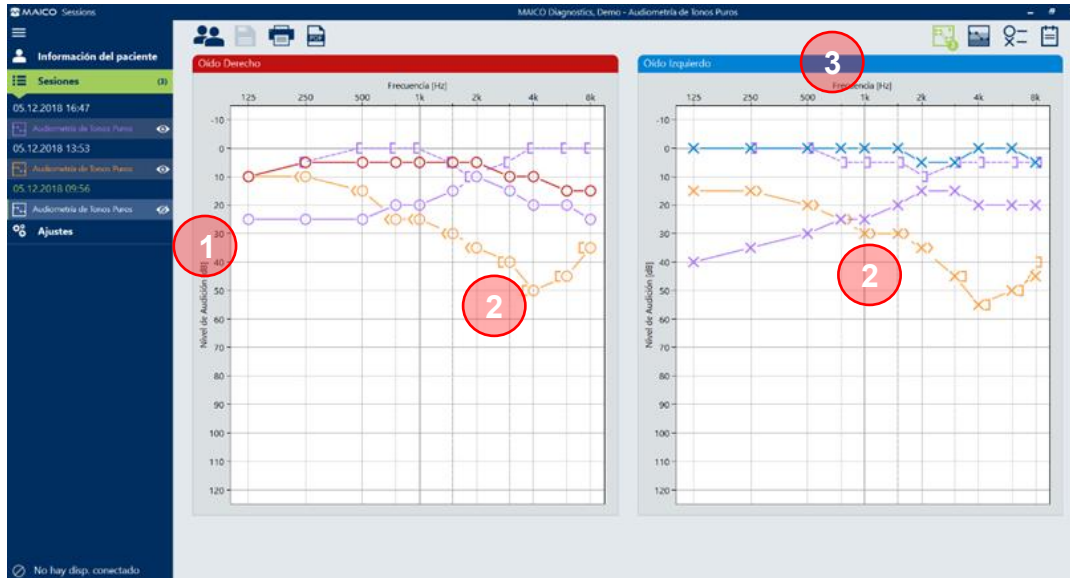 MAICO Sessions
MAICO Diagnostics, Demo - Audiometría de Tonos Puros
Información del paciente
Sesiones (3)
05.12.2018 16:47
Audiometría de Tonos Puros
05.12.2018 13:53
Audiometría de Tonos Puros
05.12.2018 09:56
Audiometría de Tonos Puros
Ajustes
No hay disp. conectado
PDF
Oído Derecho
Frecuencia [Hz]
125 250 500 1k 2k 4k 8k
-10
0
10
20
30
40
50
60
70
80
90
100
110
120
Nivel de Audición [dB]
1
2
Oído Izquierdo
3
Frecuencia [Hz]
125 250 500 1k 2k 4k 8k
-10
0
10
20
30
40
50
60
70
80
90
100
110
120
Nivel de Audición [dB]
2